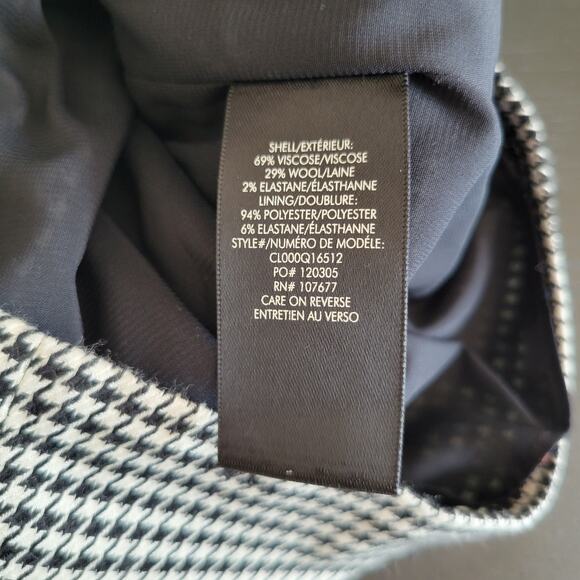 SHELL/EXTÉRIEUR:
69% VISCOSE/VISCOSE
29% WOOL/LAINE
2% ELASTANE/ÉLASTHANNE
LINING/DOUBLURE:
94% POLYESTER/POLYESTER
6% ELASTANE/ÉLASTHANNE
STYLE#/NUMÉRO DE MODÉLE:
CL000Q16512
PO# 120305
RN# 107677
CARE ON REVERSE
ENTRETIEN AU VERSO